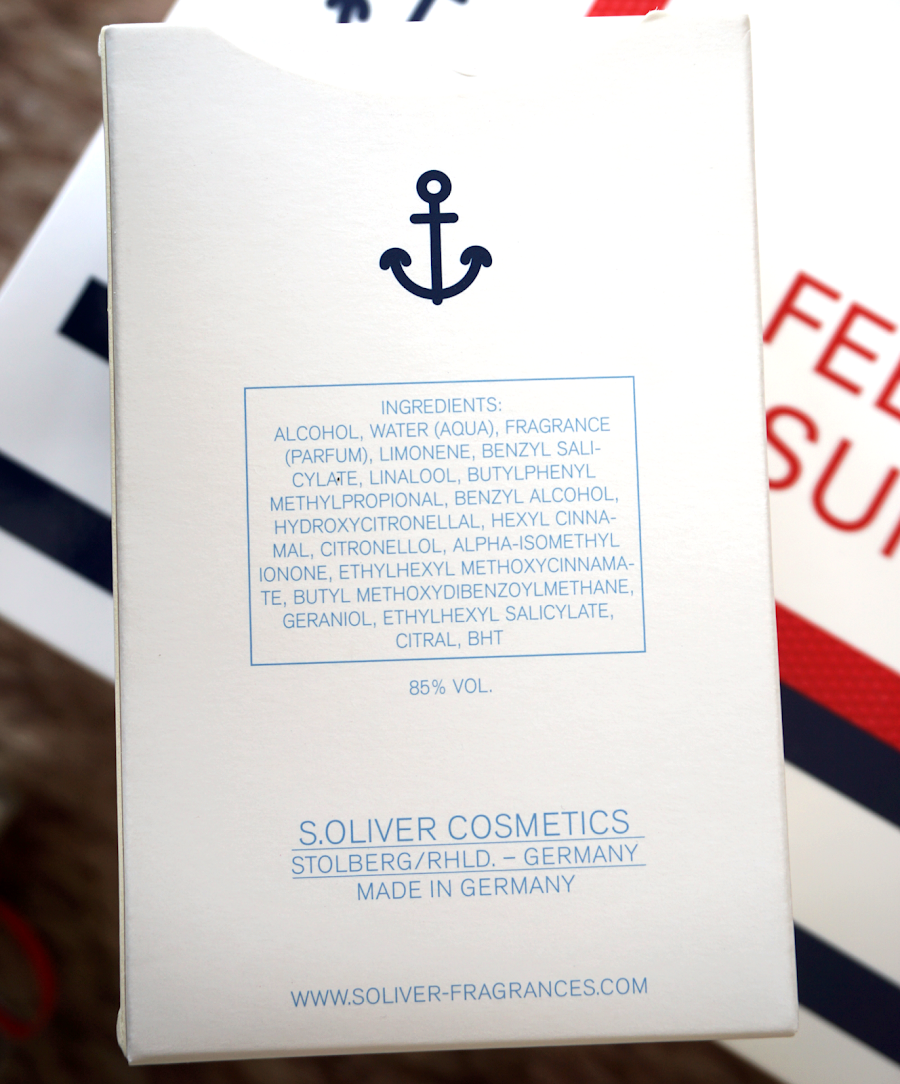 INGREDIENTS:
ALCOHOL, WATER (AQUA), FRAGRANCE
(PARFUM), LIMONENE, BENZYL SALI-
CYLATE, LINALOOL, BUTYLPHENYL
METHYLPROPIONAL, BENZYL ALCOHOL,
HYDROXYCITRONELLAL, HEXYL CINNA-
MAL, CITRONELLOL, ALPHA-ISOMETHYL
IONONE, ETHYLHEXYL METHOXYCINNAMA-
TE, BUTYL METHOXYDIBENZOYLMETHANE,
GERANIOL, ETHYLHEXYL SALICYLATE,
CITRAL, BHT
85% VOL.
S.OLIVER COSMETICS
STOLBERG/RHLD. – GERMANY
MADE IN GERMANY
WWW.SOLIVER-FRAGRANCES.COM